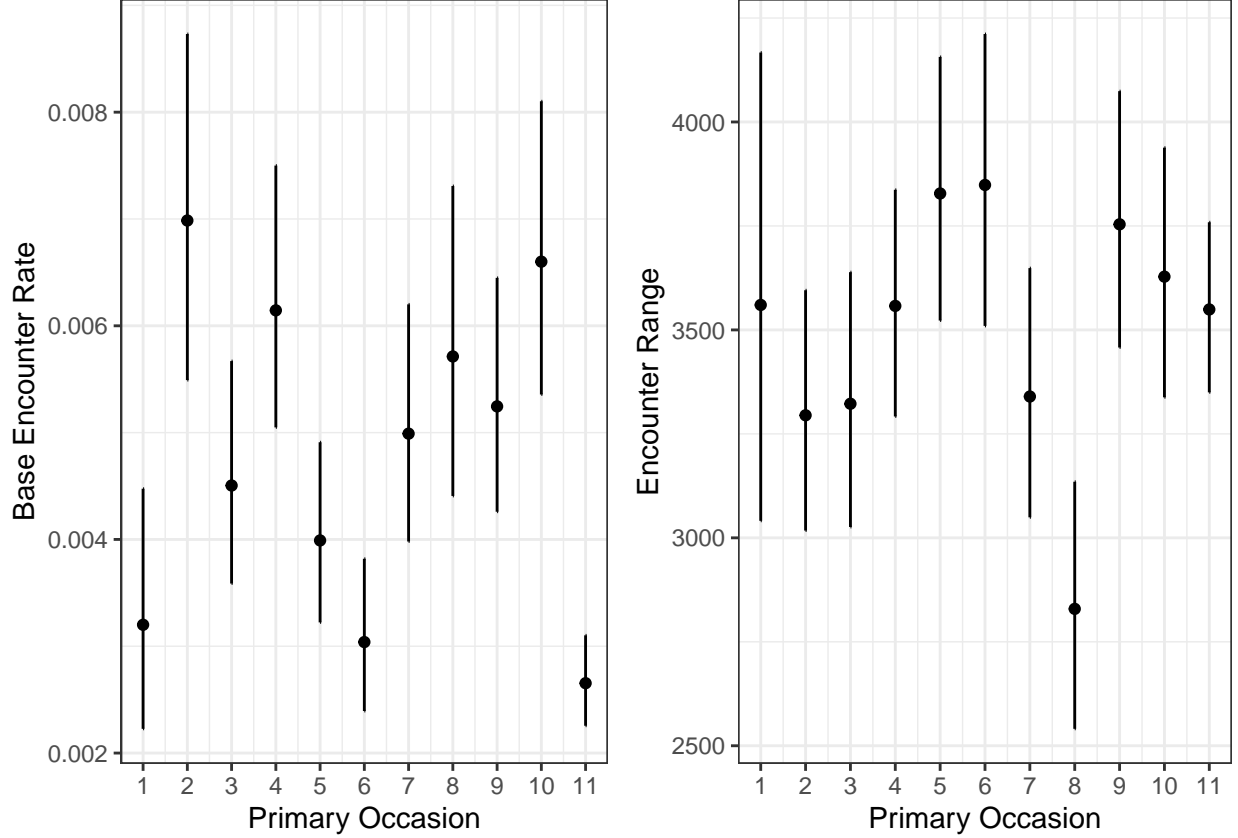 Base Encounter Rate
0.008
0.006
0.004
0.002
1 2 3 4 5 6 7 8 9 10 11
Primary Occasion
Encounter Range
4000
3500
3000
2500
1 2 3 4 5 6 7 8 9 10 11
Primary Occasion